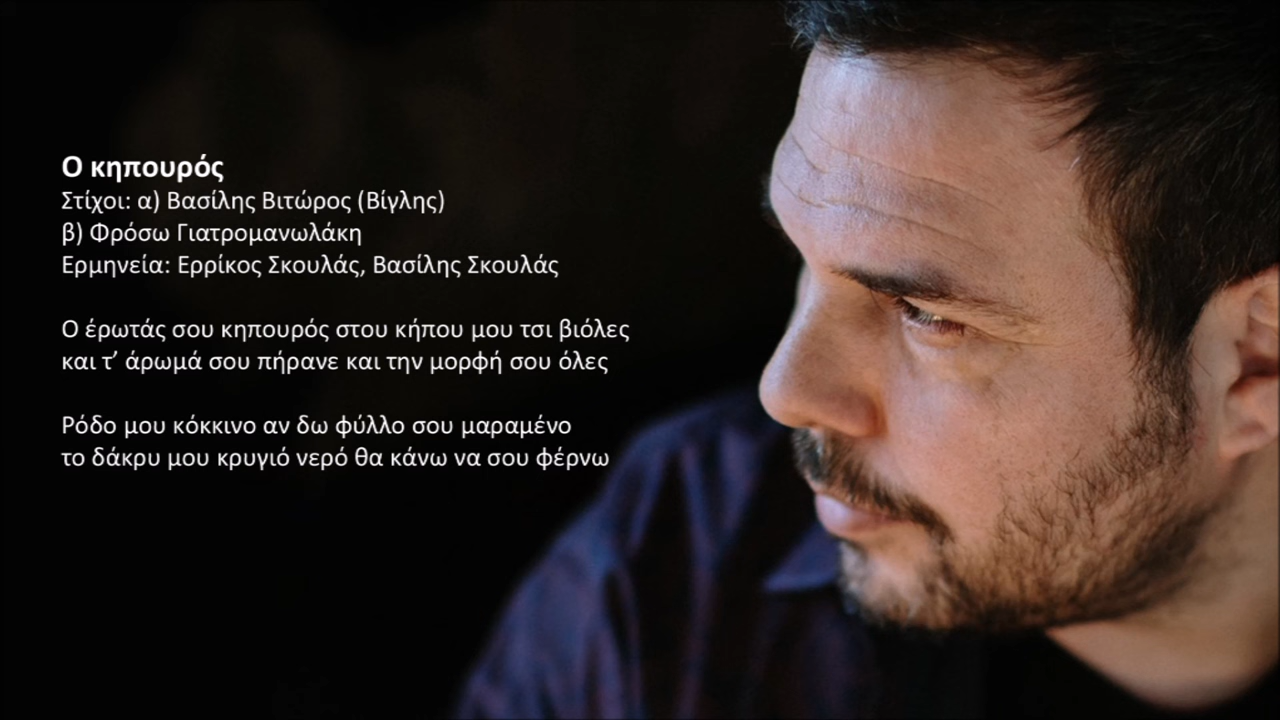 Ο κηπουρός
Στίχοι: α) Βασίλης Βιτώρος (Βίγλης)
β) Φρόσω Γιατρομανωλάκη
Ερμηνεία: Ερρίκος Σκουλάς, Βασίλης Σκουλάς
Ο έρωτάς σου κηπουρός στου κήπου μου τσι βιόλες
και τ’ άρωμά σου πήρανε και την μορφή σου όλες
Ρόδο μου κόκκινο αν δω φύλλο σου μαραμένο
το δάκρυ μου κρυγιό νερό θα κάνω να σου φέρνω